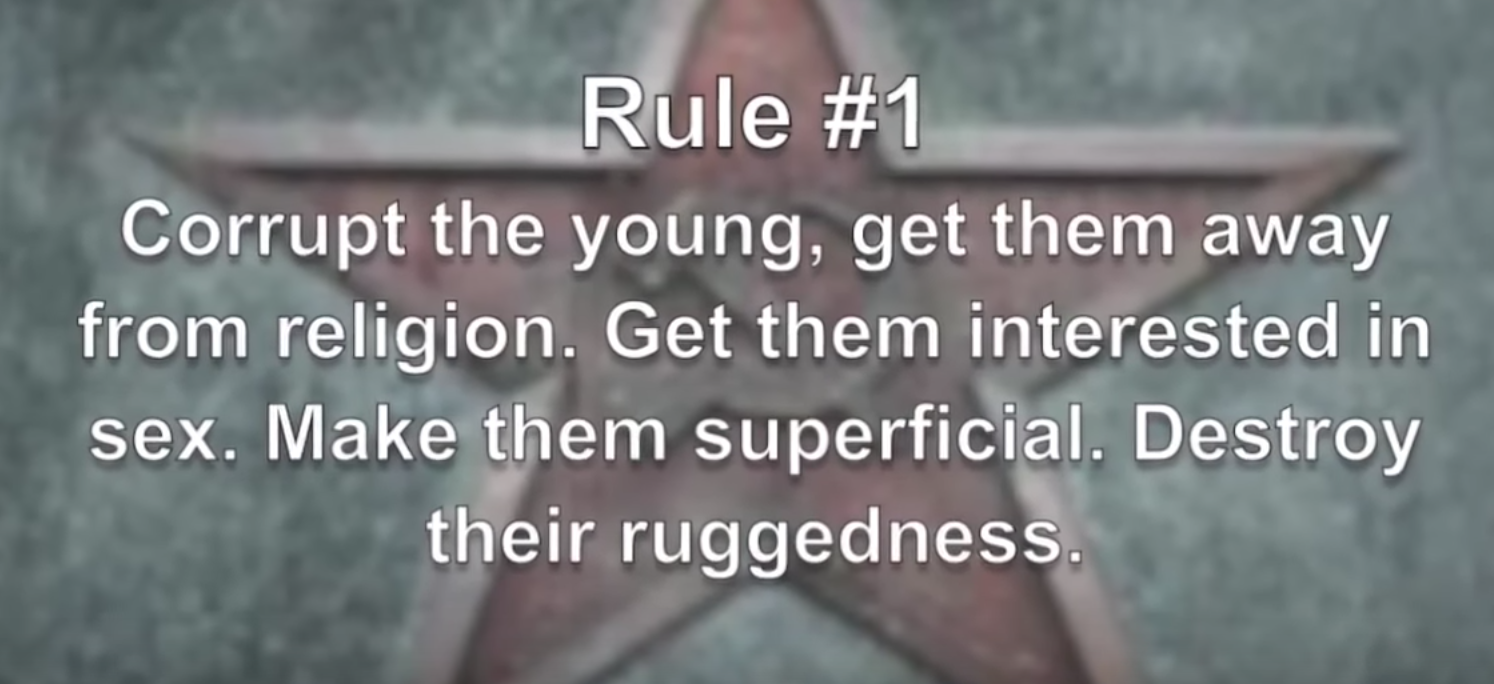 Rule #1
Corrupt the young, get them away
from religion. Get them interested in
sex. Make them superficial. Destroy
their ruggedness.